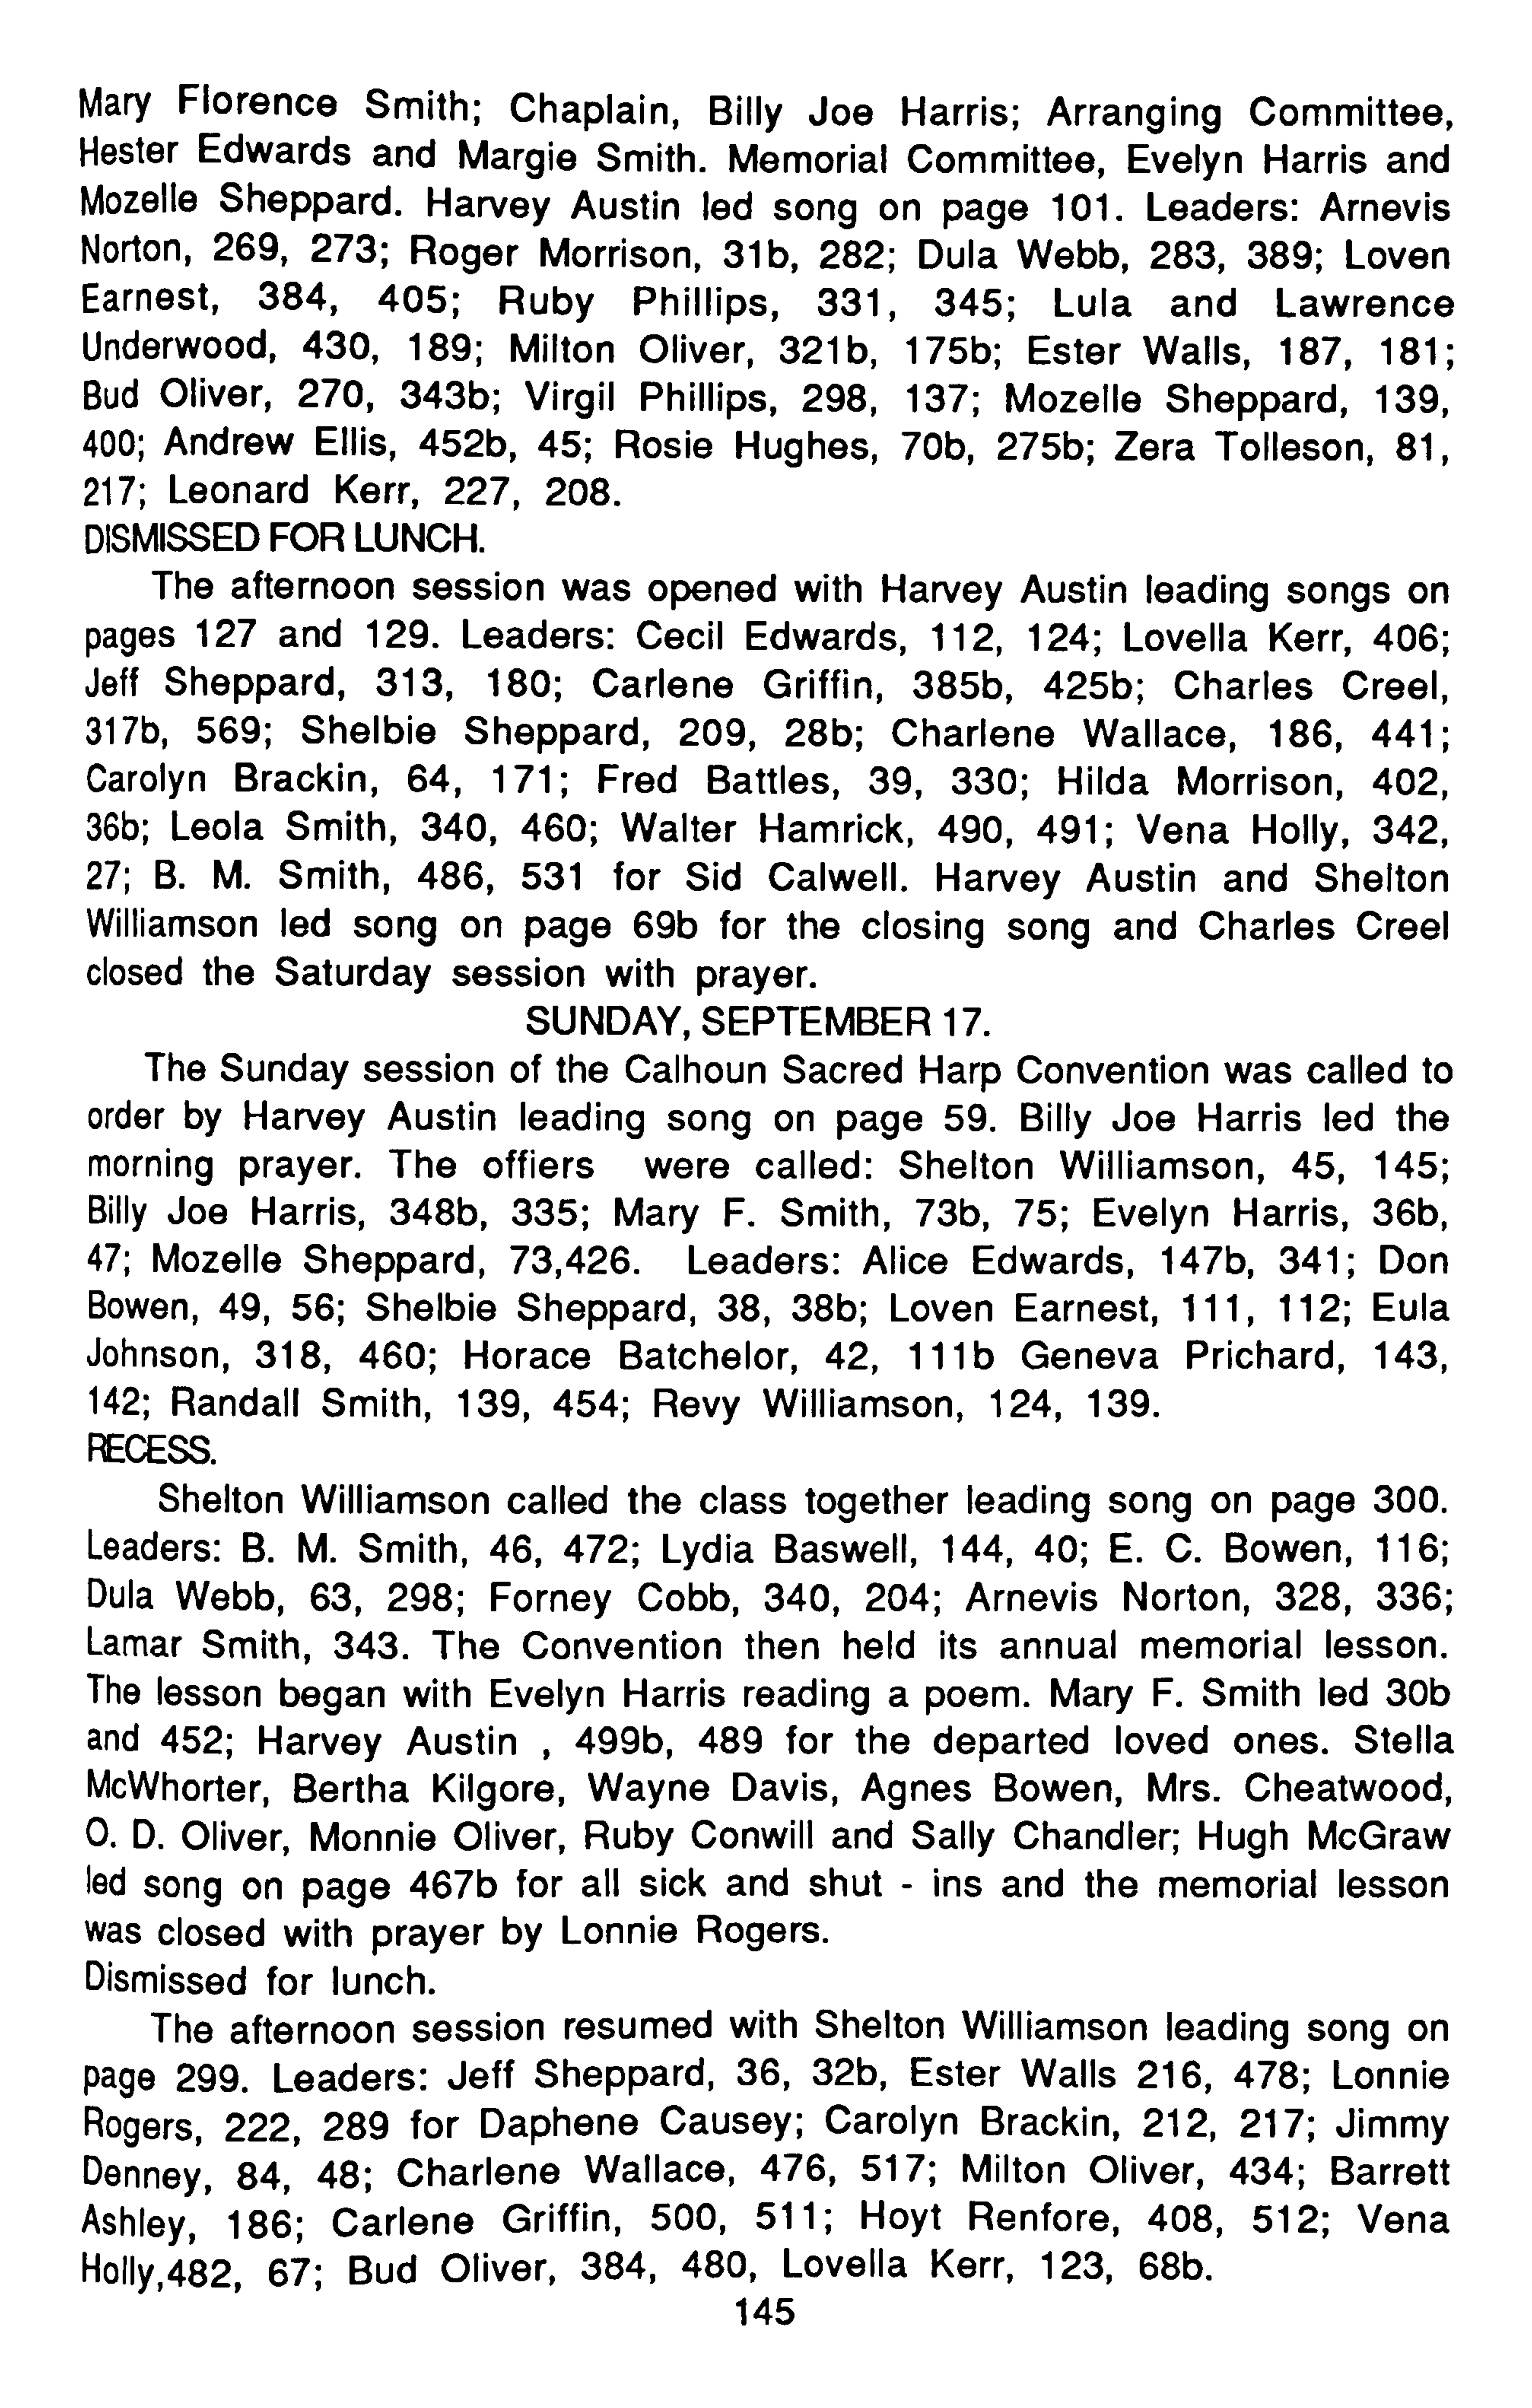 Mary Florence Smith; Chaplain, Billy Joe Harris; Arranging Committee,
Hester Edwards and Margie Smith. Memorial Committee, Evelyn Harris and
Mozelle Sheppard. Harvey Austin led song on page 101. Leaders: Arnevis
Norton, 269, 273; Roger Morrison, 31b, 282; Dula Webb, 283, 389; Loven
Earnest, 384, 405; Ruby Phillips, 331, 345; Lula and Lawrence
Underwood, 430, 189; Milton Oliver, 321b, 175b; Ester Walls, 187, 181;
Bud Oliver, 270, 343b; Virgil Phillips, 298, 137; Mozelle Sheppard, 139,
400; Andrew Ellis, 452b, 45; Rosie Hughes, 70b, 275b; Zera Tolleson, 81,
217; Leonard Kerr, 227, 208.
DISMISSED FOR LUNCH.
The afternoon session was opened with Harvey Austin leading songs on
pages 127 and 129. Leaders: Cecil Edwards, 112, 124; Lovella Kerr, 406;
Jeff Sheppard, 313, 180; Carlene Griffin, 385b, 425b; Charles Creel,
317b, 569; Shelbie Sheppard, 209, 28b; Charlene Wallace, 186, 441;
Carolyn Brackin, 64, 171; Fred Battles, 39, 330; Hilda Morrison, 402,
36b; Leola Smith, 340, 460; Walter Hamrick, 490, 491; Vena Holly, 342,
27; B. M. Smith, 486, 531 for Sid Calwell. Harvey Austin and Shelton
Williamson led song on page 69b for the closing song and Charles Creel
closed the Saturday session with prayer.
SUNDAY, SEPTEMBER 17.
The Sunday session of the Calhoun Sacred Harp Convention was called to
order by Harvey Austin leading song on page 59. Billy Joe Harris led the
morning prayer. The offiers were called: Shelton Williamson, 45, 145;
Billy Joe Harris, 348b, 335; Mary F. Smith, 73b, 75; Evelyn Harris, 36b,
47; Mozelle Sheppard, 73,426. Leaders: Alice Edwards, 147b, 341; Don
Bowen, 49, 56; Shelbie Sheppard, 38, 38b; Loven Earnest, 111, 112; Eula
Johnson, 318, 460; Horace Batchelor, 42, 111b Geneva Prichard, 143,
142; Randall Smith, 139, 454; Revy Williamson, 124, 139.
RECESS.
Shelton Williamson called the class together leading song on page 300.
Leaders: B. M. Smith, 46, 472; Lydia Baswell, 144, 40; E. C. Bowen, 116;
Dula Webb, 63, 298; Forney Cobb, 340, 204; Arnevis Norton, 328, 336;
Lamar Smith, 343. The Convention then held its annual memorial lesson.
The lesson began with Evelyn Harris reading a poem. Mary F. Smith led 30b
and 452; Harvey Austin , 499b, 489 for the departed loved ones. Stella
McWhorter, Bertha Kilgore, Wayne Davis, Agnes Bowen, Mrs. Cheatwood,
O. D. Oliver, Monnie Oliver, Ruby Conwill and Sally Chandler; Hugh McGraw
led song on page 467b for all sick and shut - ins and the memorial lesson
was closed with prayer by Lonnie Rogers.
Dismissed for lunch.
The afternoon session resumed with Shelton Williamson leading song on
page 299. Leaders: Jeff Sheppard, 36, 32b, Ester Walls 216, 478; Lonnie
Rogers, 222, 289 for Daphene Causey; Carolyn Brackin, 212, 217; Jimmy
Denney, 84, 48; Charlene Wallace, 476, 517; Milton Oliver, 434; Barrett
Ashley, 186; Carlene Griffin, 500, 511; Hoyt Renfore, 408, 512; Vena
Holly,482, 67; Bud Oliver, 384, 480, Lovella Kerr, 123, 68b.
145